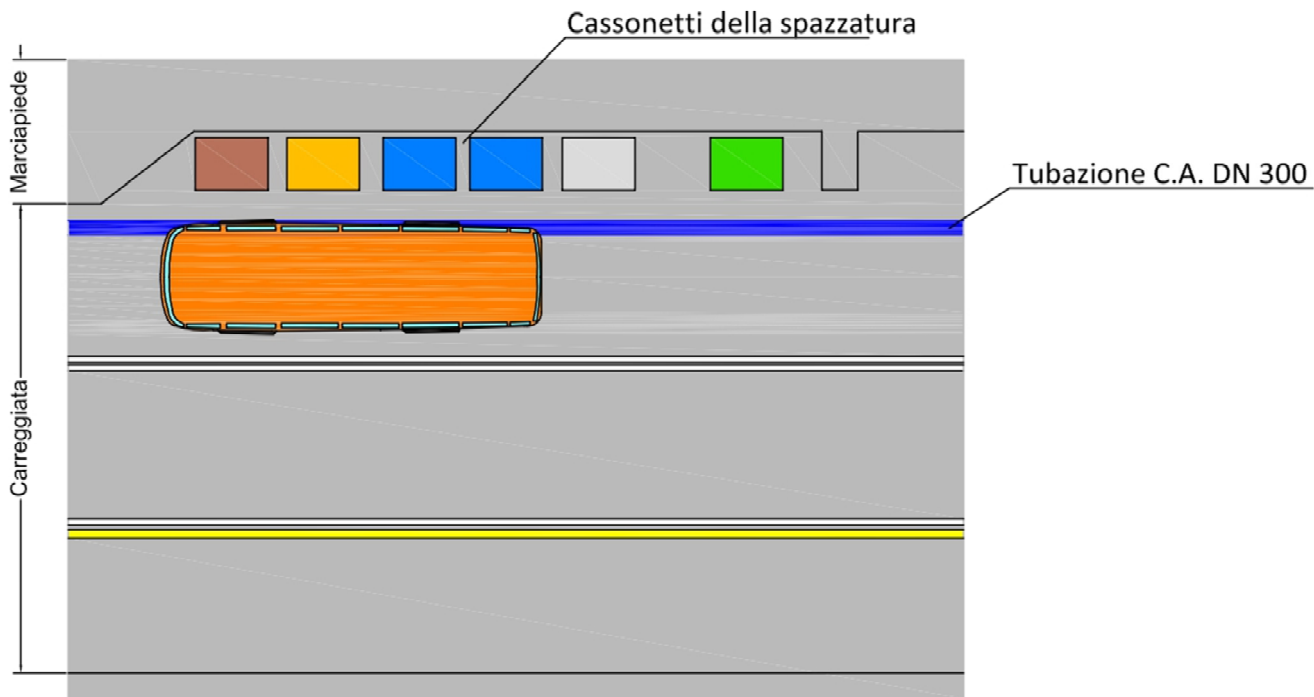 Cassonetti della spazzatura
Marciapiede
Tubazione C.A. DN 300
Carreggiata